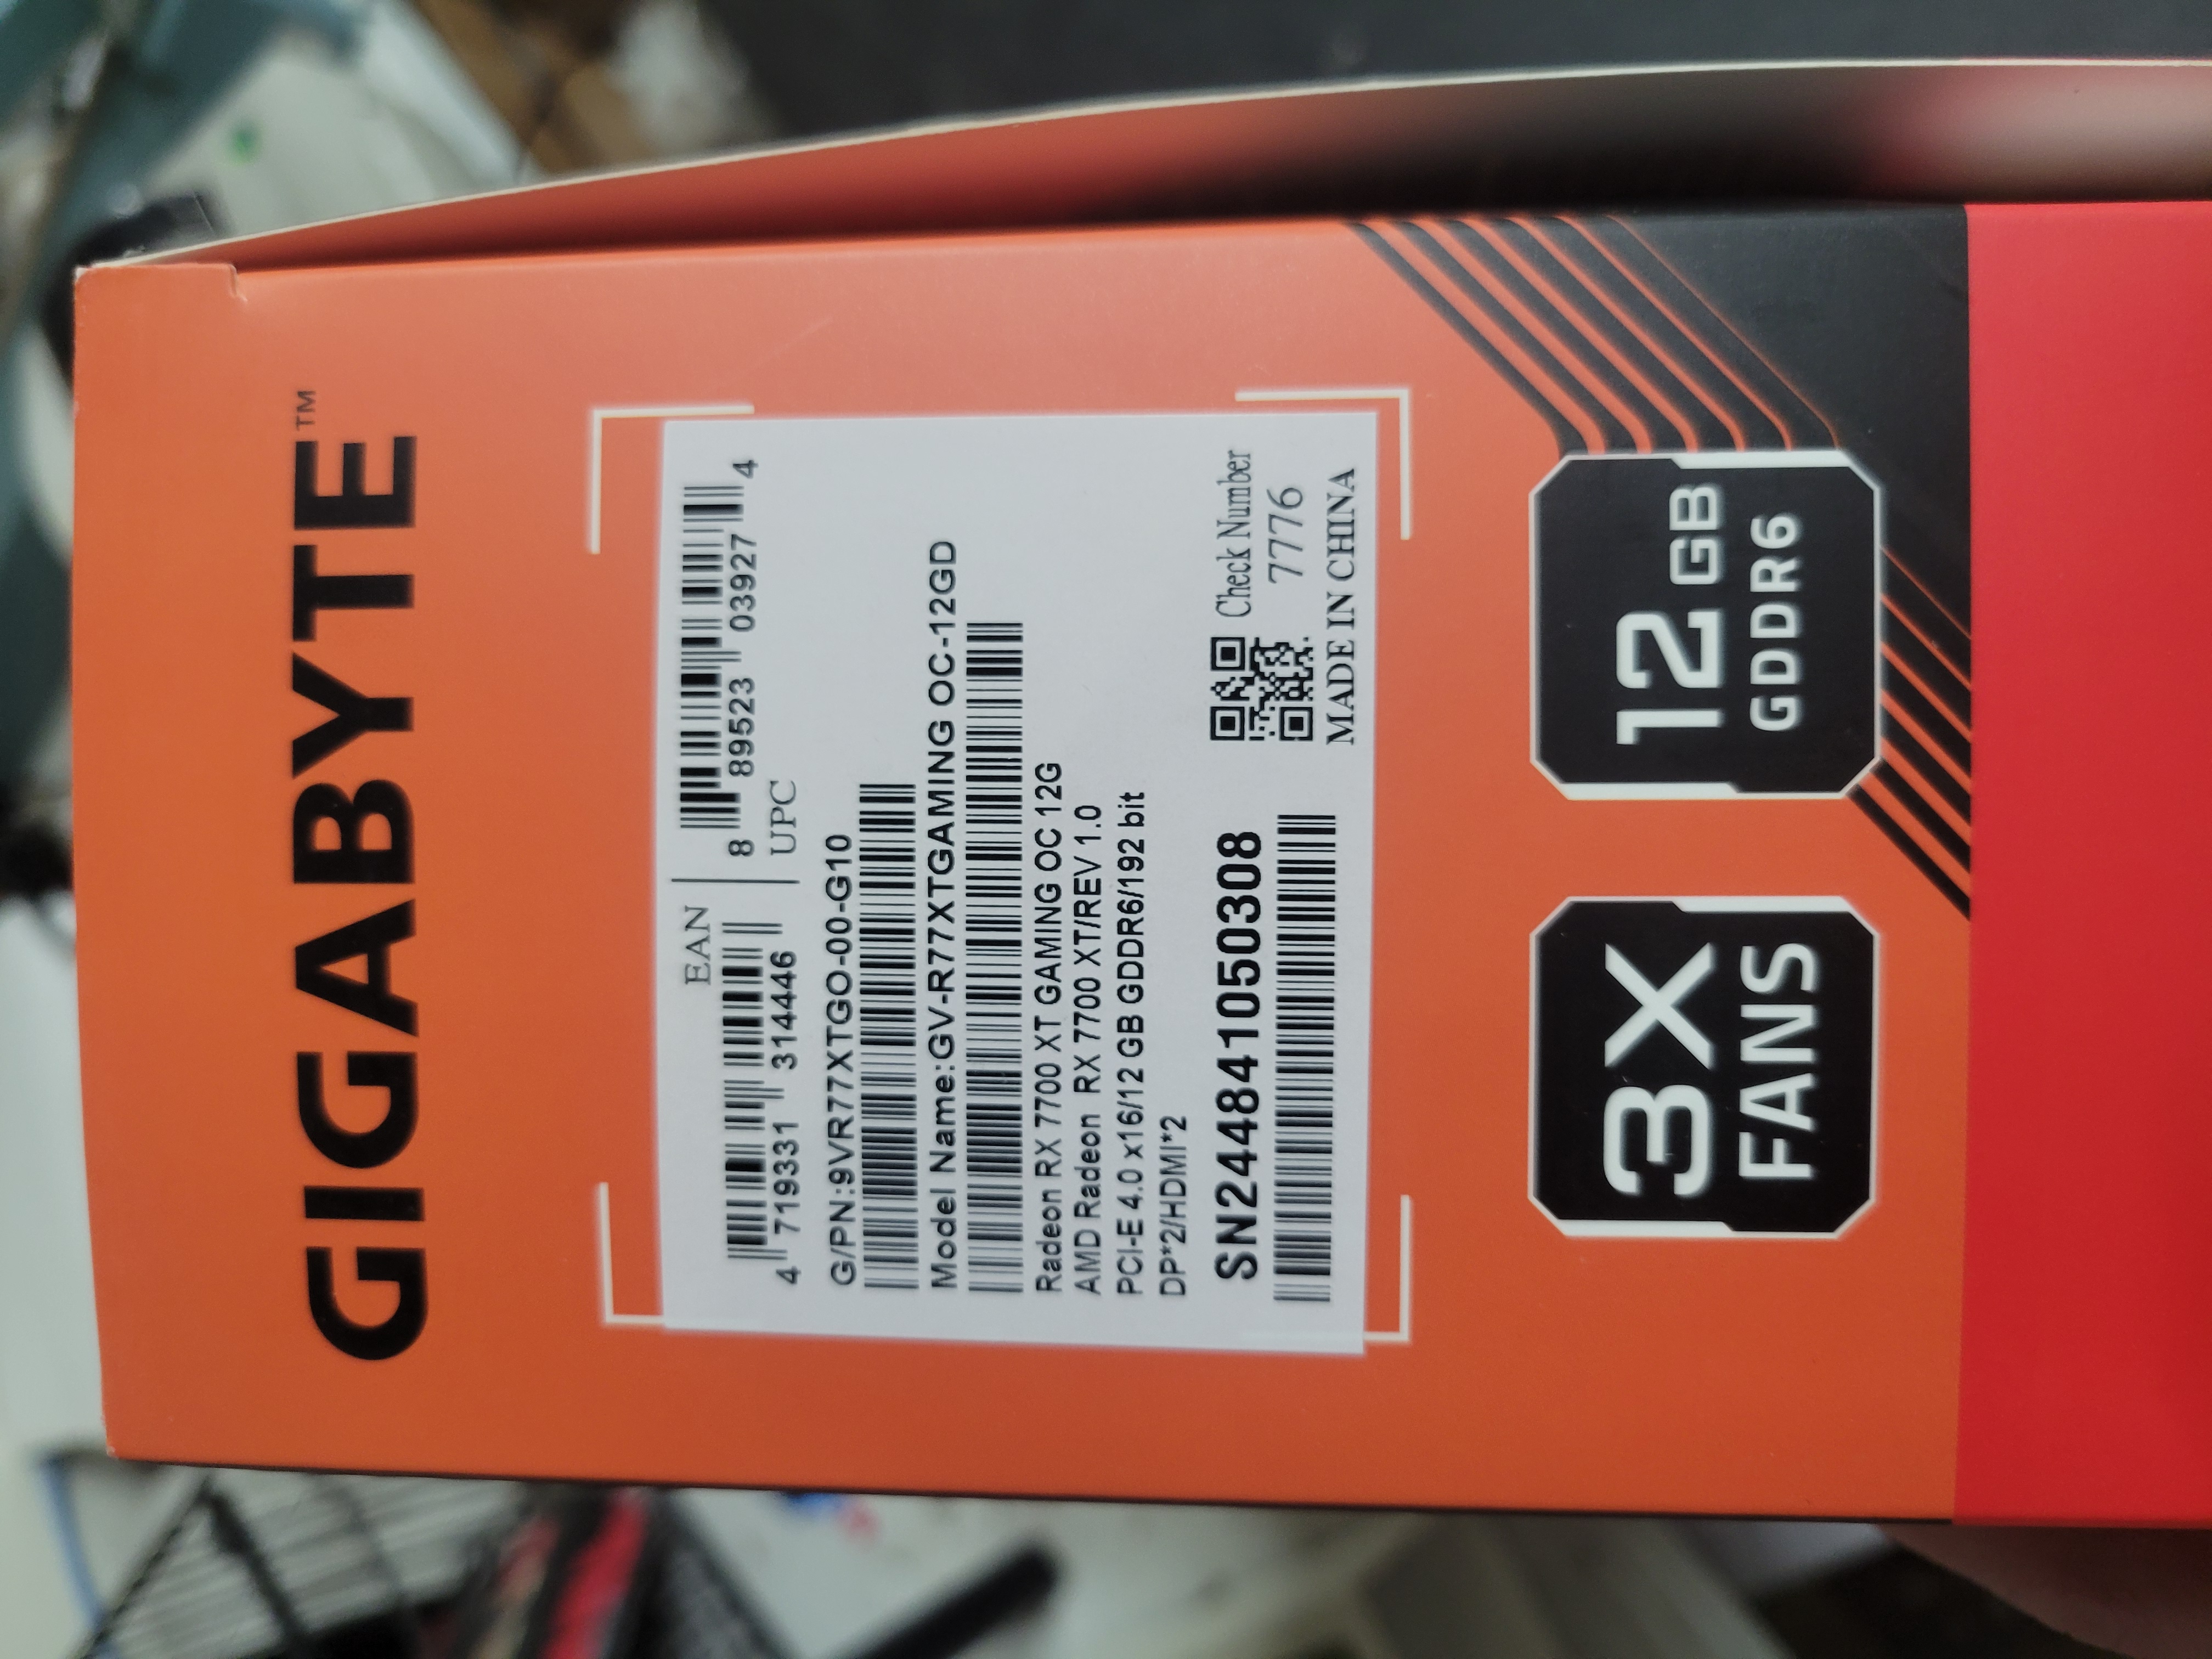 GIGABYTE™
EAN
4 719331 314446
8 89523 03927 4
UPC
G/PN:9VR77XTGO-00-G10
Model Name:GV-R77XTGAMING OC-12GD
Radeon RX 7700 XT GAMING OC 12G
AMD Radeon RX 7700 XT/REV 1.0
PCI-E 4.0 x16/12 GB GDDR6/192 bit
DP*2/HDMI*2
SN244841050308
Check Number
7776
MADE IN CHINA
3X
FANS
12 GB
GDDR6